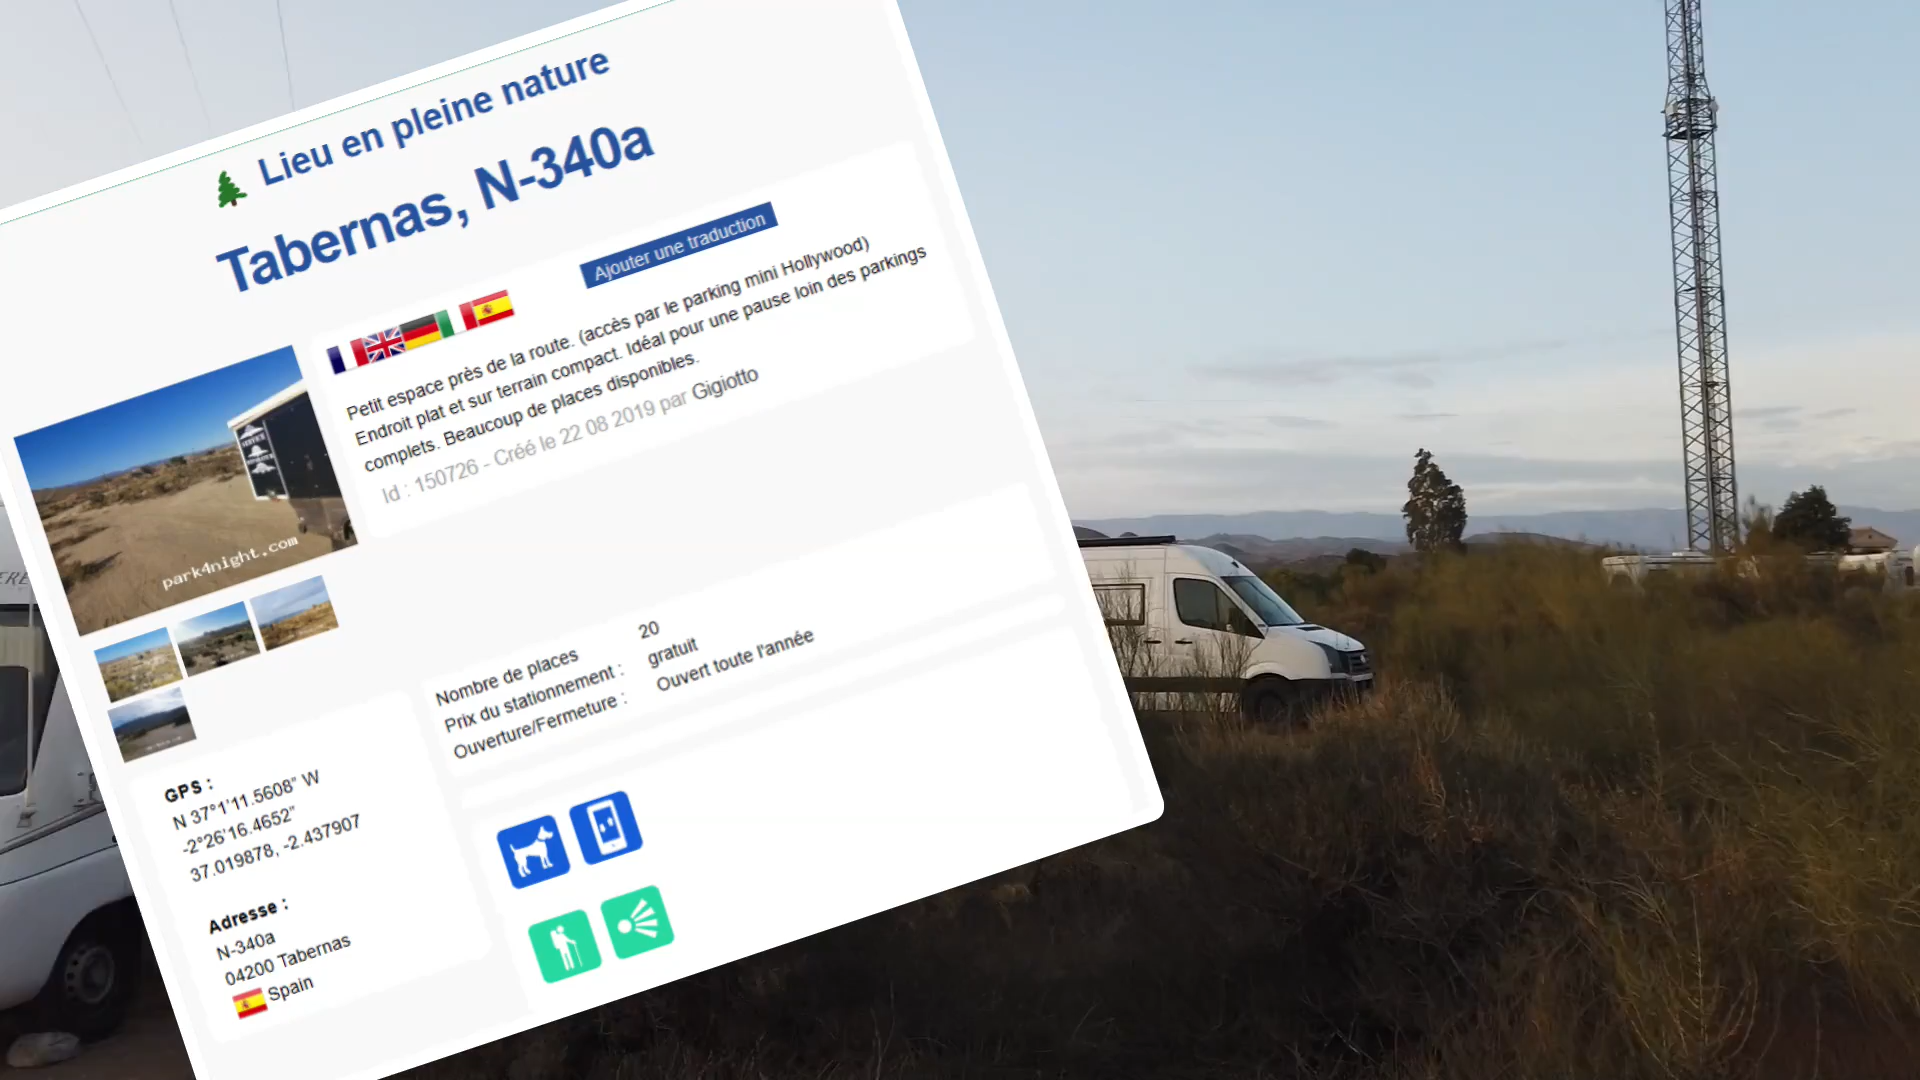 Lieu en pleine nature
Tabernas, N-340a
Ajouter une traduction
Petit espace près de la route. (accès par le parking mini Hollywood)
Endroit plat et sur terrain compact. Idéal pour une pause loin des parkings
complets. Beaucoup de places disponibles.
Id : 150726 - Créé le 22 08 2019 par Gigiotto
SERVICE
park4night.com
Nombre de places 20
Prix du stationnement : gratuit
Ouverture/Fermeture : Ouvert toute l'année
GPS :
N 37°1'11.5608" W
-2°26'16.4652"
37.019878, -2.437907
Adresse :
N-340a
04200 Tabernas
Spain